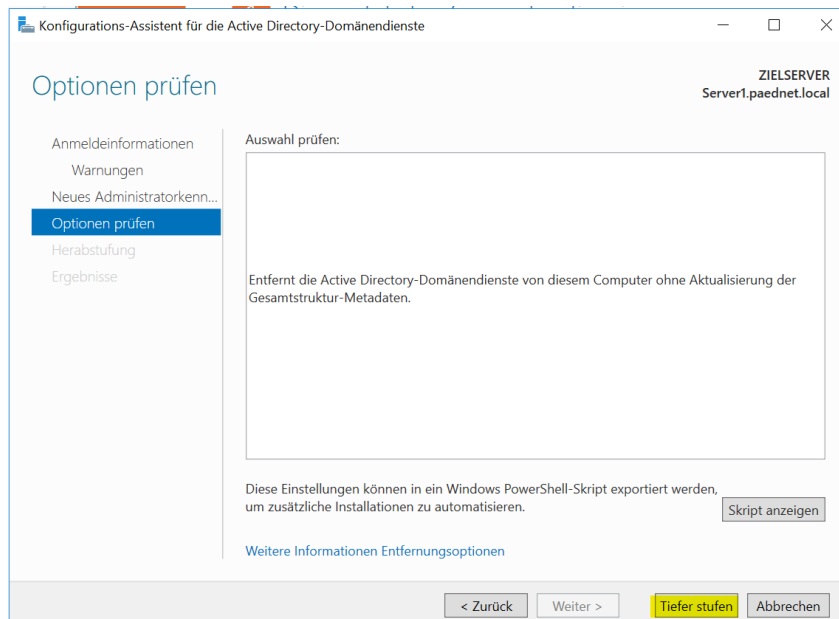 Konfigurations-Assistent für die Active Directory-Domänendienste
Optionen prüfen
ZIELSERVER
Server1.paednet.local
Anmeldeinformationen
Warnungen
Neues Administratorkenn...
Optionen prüfen
Herabstufung
Ergebnisse
Auswahl prüfen:
Entfernt die Active Directory-Domänendienste von diesem Computer ohne Aktualisierung der
Gesamtstruktur-Metadaten.
Diese Einstellungen können in ein Windows PowerShell-Skript exportiert werden,
um zusätzliche Installationen zu automatisieren.
Skript anzeigen
Weitere Informationen Entfernungsoptionen
< Zurück
Weiter >
Tiefer stufen
Abbrechen